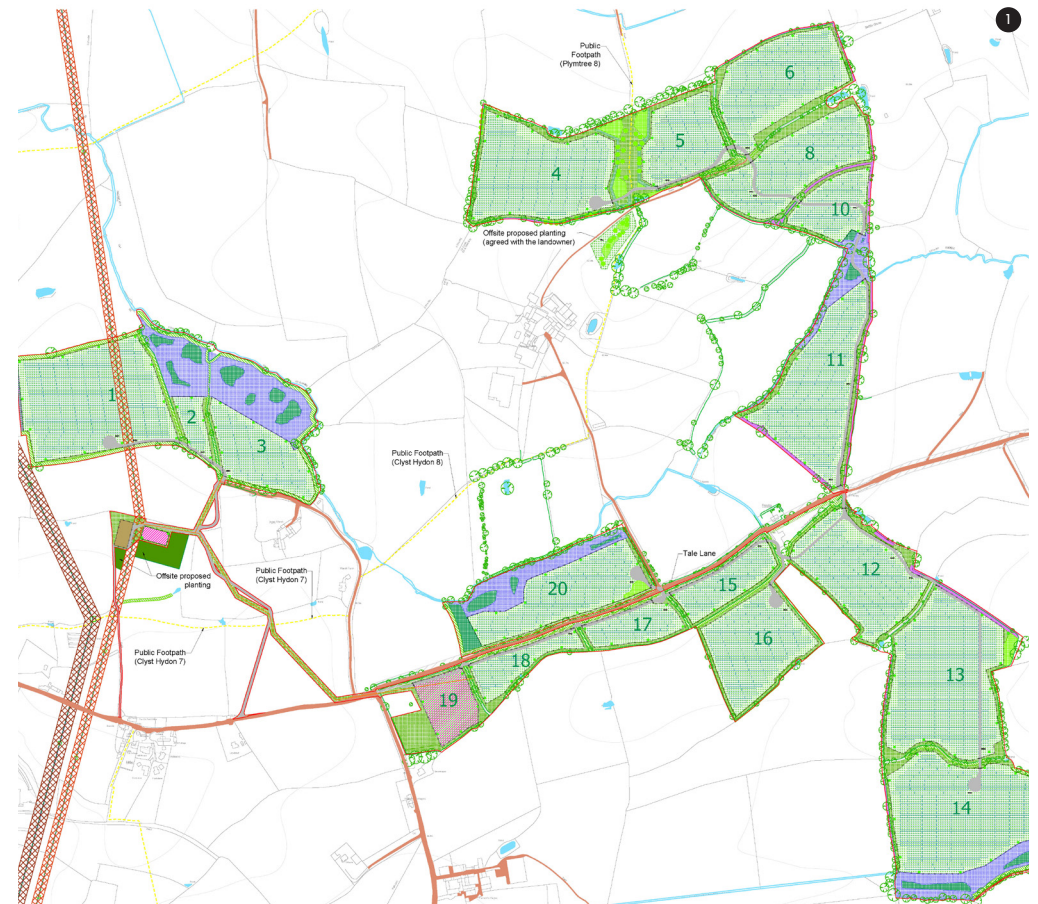 1
Public
Footpath
(Plymtree 8)
6
5
4
8
10
Offsite proposed planting
(agreed with the landowner)
11
1
2
3
Public Footpath
(Clyst Hydon 8)
Offsite proposed
planting
Public Footpath
(Clyst Hydon 7)
Tale Lane
20
15
12
17
16
18
Public Footpath
(Clyst Hydon 7)
19
13
14